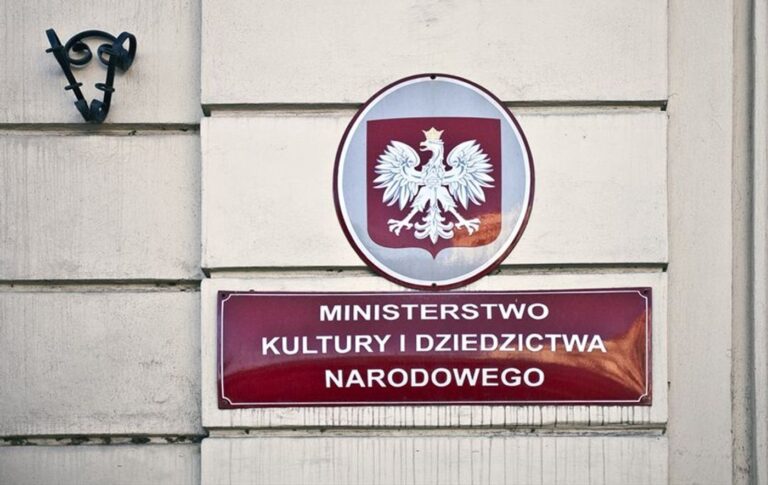 MINISTERSTWO
KULTURY I DZIEDZICTWA
NARODOWEGO